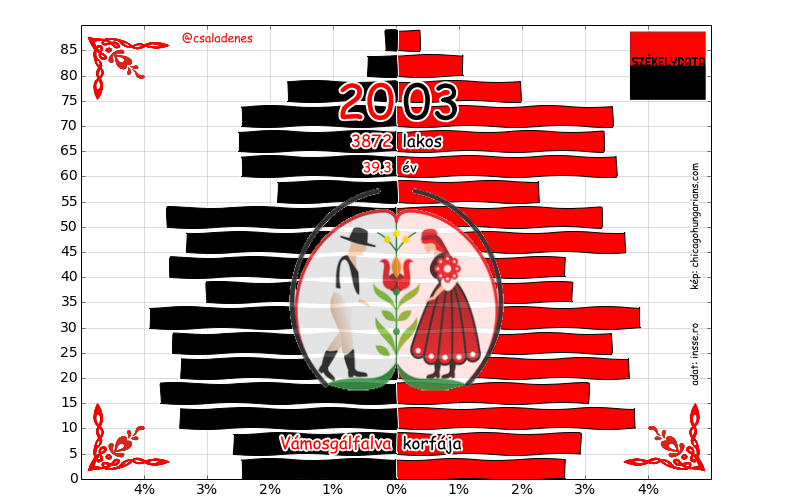 @csaladenes
SZÉKELYDATA
2003
3872 lakos
39.3 év
Vámosgálfalva korfája
kép: chicagohungarians.com
adat: insse.ro
85
80
75
70
65
60
55
50
45
40
35
30
25
20
15
10
5
0
4% 3% 2% 1% 0% 1% 2% 3% 4%